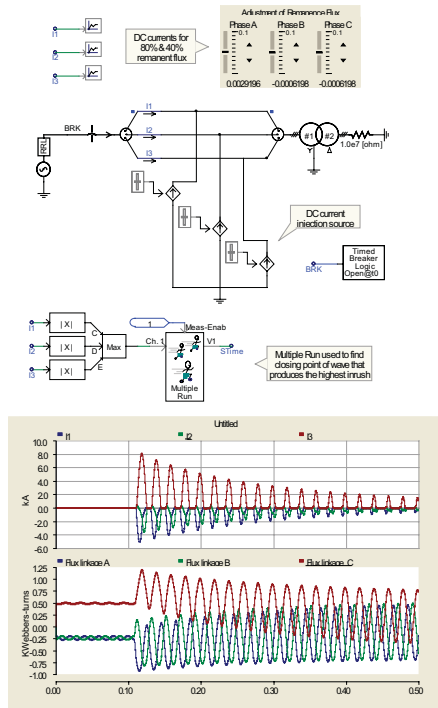 Adjustment of Remanence Flux
Phase A Phase B Phase C
0.1 0.1 0.1
0.0029196 -0.0006198 -0.0006198
I1
I2
I3
DC currents for
80% & 40%
remanent flux
BRK
RRL
I1
I2
I3
#1 #2
1.0e7 [ohm]
Y Δ
DC current
injection source
BRK
Timed
Breaker
Logic
Open@t0
I1
I2
I3
|X|
|X|
|X|
C
D
E
Max
1
Meas-Enab
Ch. 1
V1
STime
Multiple
Run
Multiple Run used to find
closing point of wave that
produces the highest inrush
Untitled
I1 I2 I3
kA
10.0
8.0
6.0
4.0
2.0
0.0
-2.0
-4.0
-6.0
Flux linkage A Flux linkage B Flux linkage_C
KWebbers-turns
1.25
1.00
0.75
0.50
0.25
0.00
-0.25
-0.50
-0.75
-1.00
0.00 0.10 0.20 0.30 0.40 0.50